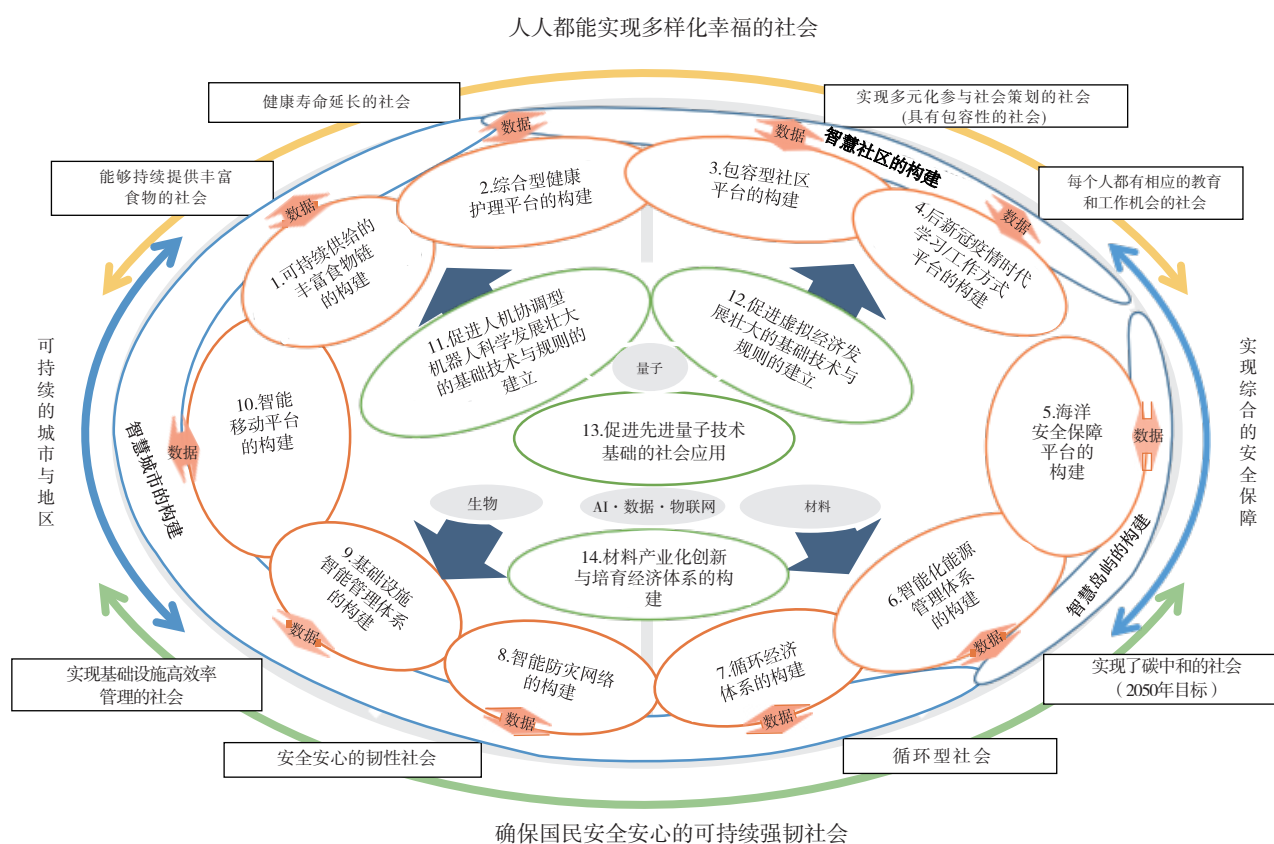 人人都能实现多样化幸福的社会
健康寿命延长的社会
实现多元化参与社会策划的社会
(具有包容性的社会)
能够持续提供丰富
食物的社会
每个人都有相应的教育
和工作机会的社会
数据
数据
数据
数据
智慧社区的构建
2.综合型健康
护理平台的构建
3.包容型社区
平台的构建
1.可持续供给的
丰富食物链
的构建
4.后新冠疫情时代
学习/工作方式
平台的构建
11.促进人机协调型
机器人科学发展壮大
的基础技术与规则的
建立
12.促进虚拟经济发
展壮大的基础技术与
规则的建立
量子
可持续的城市与地区
实现综合的安全保障
10.智能
移动平台
的构建
数据
智慧城市的构建
13.促进先进量子技术
基础的社会应用
5.海洋
安全保障
平台的
构建
数据
生物
AI·数据·物联网
材料
14.材料产业化创新
与培育经济体系的构
建
9.基础设施
智能管理体系
的构建
数据
6.智能化能源
管理体系
的构建
数据
智慧岛屿的构建
8.智能防灾网络
的构建
数据
7.循环经济
体系的构建
数据
实现基础设施高效率
管理的社会
实现了碳中和的社会
(2050年目标)
安全安心的韧性社会
循环型社会
确保国民安全安心的可持续强韧社会